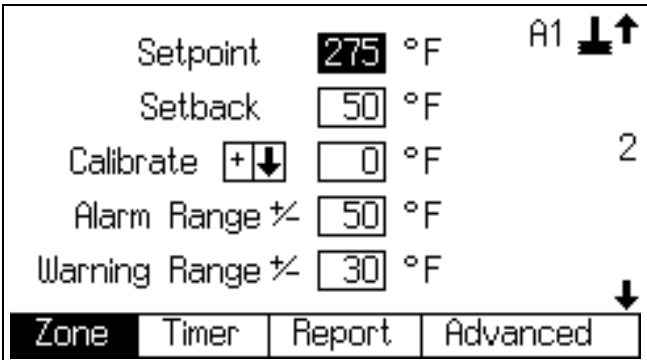 A1
Setpoint 275 °F
Setback 50 °F
Calibrate + 0 °F
2
Alarm Range +/- 50 °F
Warning Range +/- 30 °F
Zone Timer Report Advanced